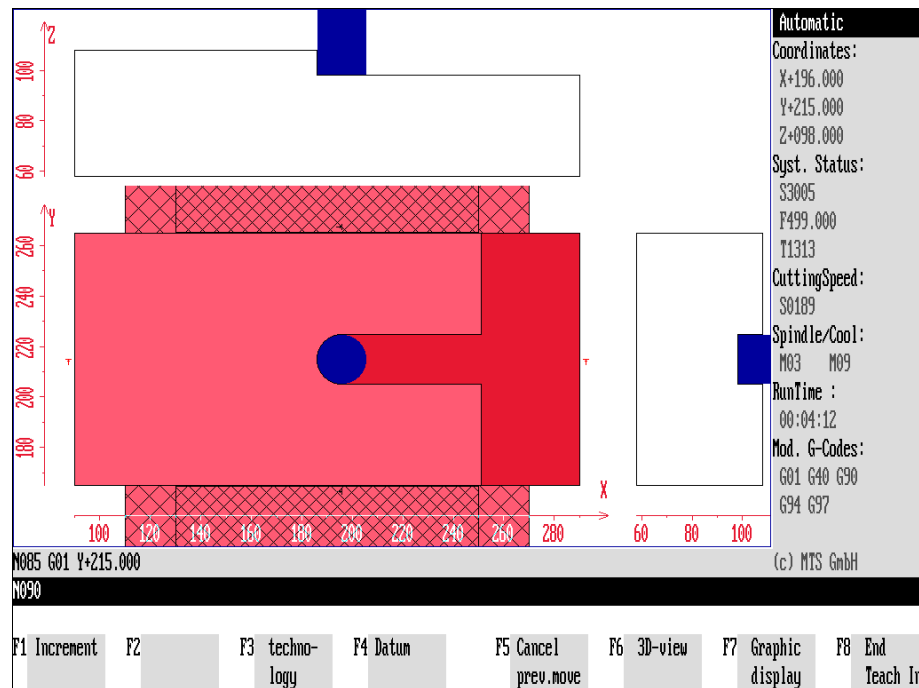 Automatic
Coordinates:
X+196.000
Y+215.000
Z+098.000
Syst. Status:
S3005
F499.000
T1313
CuttingSpeed:
S0189
Spindle/Cool:
M03 M09
RunTime :
00:04:12
Mod. G-Codes:
G01 G40 G90
G94 G97
(c) MTS GmbH
Z
100
80
60
Y
260
240
220
200
180
T
T
X
100 120 140 160 180 200 220 240 260 280
60 80 100
N085 G01 Y+215.000
N090
F1 Increment F2 F3 techno- F4 Datum F5 Cancel F6 3D-view F7 Graphic F8 End
logy prev.move display Teach In